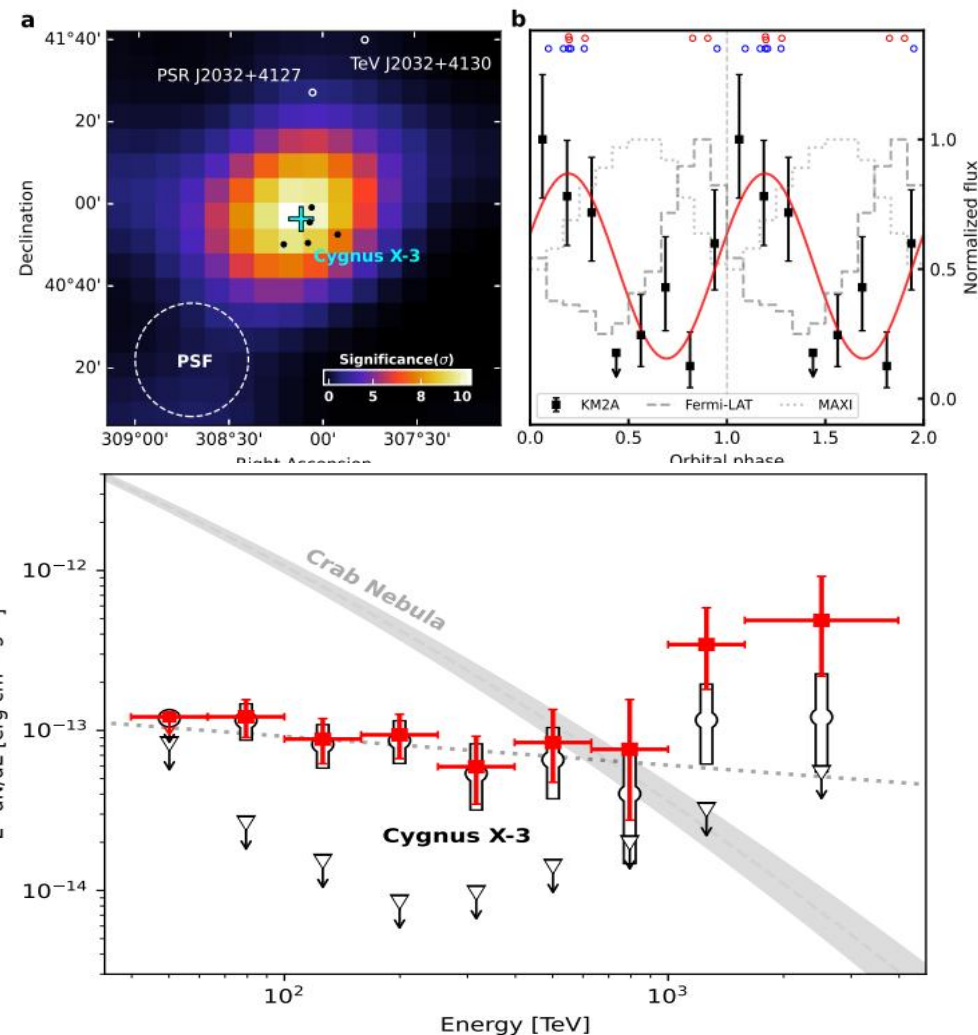 a
41°40'
20'
00'
40°40'
20'
Declination
PSR J2032+4127
TeV J2032+4130
Cygnus X-3
PSF
Significance(σ)
0 5 8 10
309°00' 308°30' 00' 307°30'
Right Ascension
b
1.0
0.5
0.0
Normalized flux
KM2A Fermi-LAT MAXI
0.0 0.5 1.0 1.5 2.0
Orbital phase
10⁻¹²
10⁻¹³
10⁻¹⁴
Crab Nebula
Cygnus X-3
10² 10³
Energy [TeV]